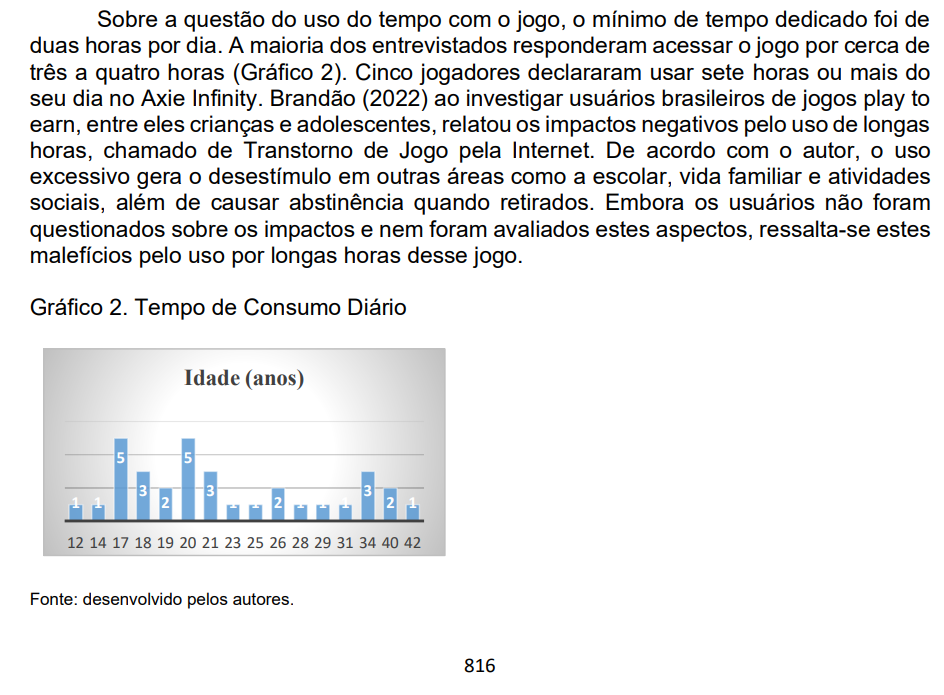 Sobre a questão do uso do tempo com o jogo, o mínimo de tempo dedicado foi de
duas horas por dia. A maioria dos entrevistados responderam acessar o jogo por cerca de
três a quatro horas (Gráfico 2). Cinco jogadores declararam usar sete horas ou mais do
seu dia no Axie Infinity. Brandão (2022) ao investigar usuários brasileiros de jogos play to
earn, entre eles crianças e adolescentes, relatou os impactos negativos pelo uso de longas
horas, chamado de Transtorno de Jogo pela Internet. De acordo com o autor, o uso
excessivo gera o desestímulo em outras áreas como a escolar, vida familiar e atividades
sociais, além de causar abstinência quando retirados. Embora os usuários não foram
questionados sobre os impactos e nem foram avaliados estes aspectos, ressalta-se estes
malefícios pelo uso por longas horas desse jogo.
Gráfico 2. Tempo de Consumo Diário
Idade (anos)
1 1 5 3 2 5 3 1 1 2 1 1 1 3 2 1
12 14 17 18 19 20 21 23 25 26 28 29 31 34 40 42
Fonte: desenvolvido pelos autores.
816